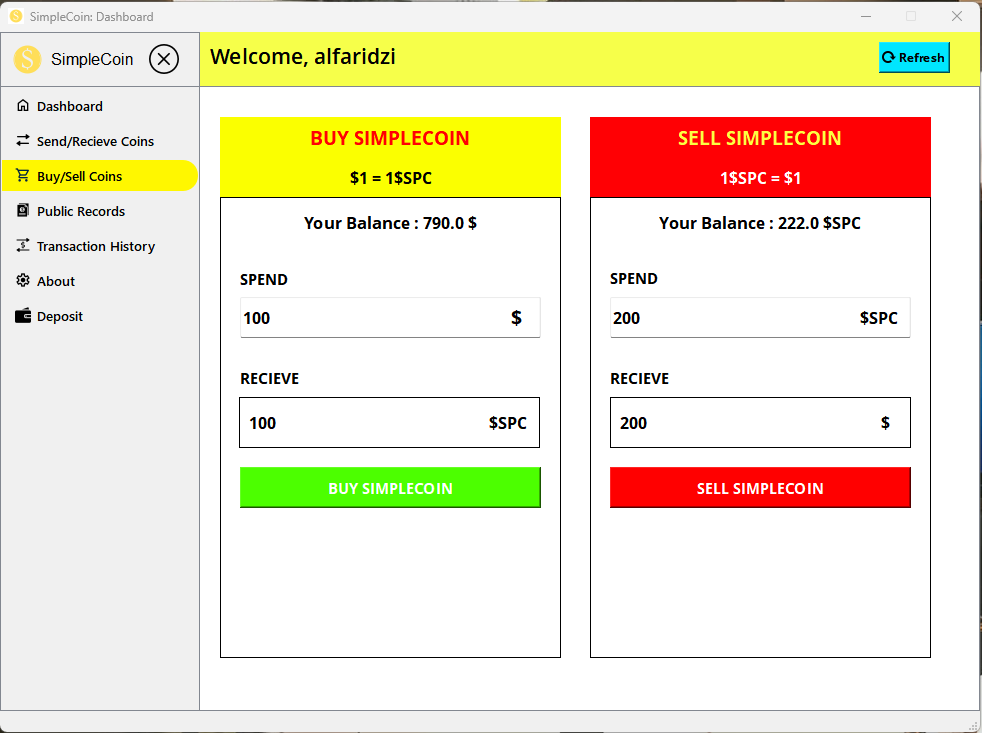 SimpleCoin: Dashboard
SimpleCoin
Welcome, alfaridzi
Refresh
Dashboard
Send/Recieve Coins
Buy/Sell Coins
Public Records
Transaction History
About
Deposit
BUY SIMPLECOIN
$1 = 1$SPC
Your Balance : 790.0 $
SPEND
100 $
RECIEVE
100 $SPC
BUY SIMPLECOIN
SELL SIMPLECOIN
1$SPC = $1
Your Balance : 222.0 $SPC
SPEND
200 $SPC
RECIEVE
200 $
SELL SIMPLECOIN